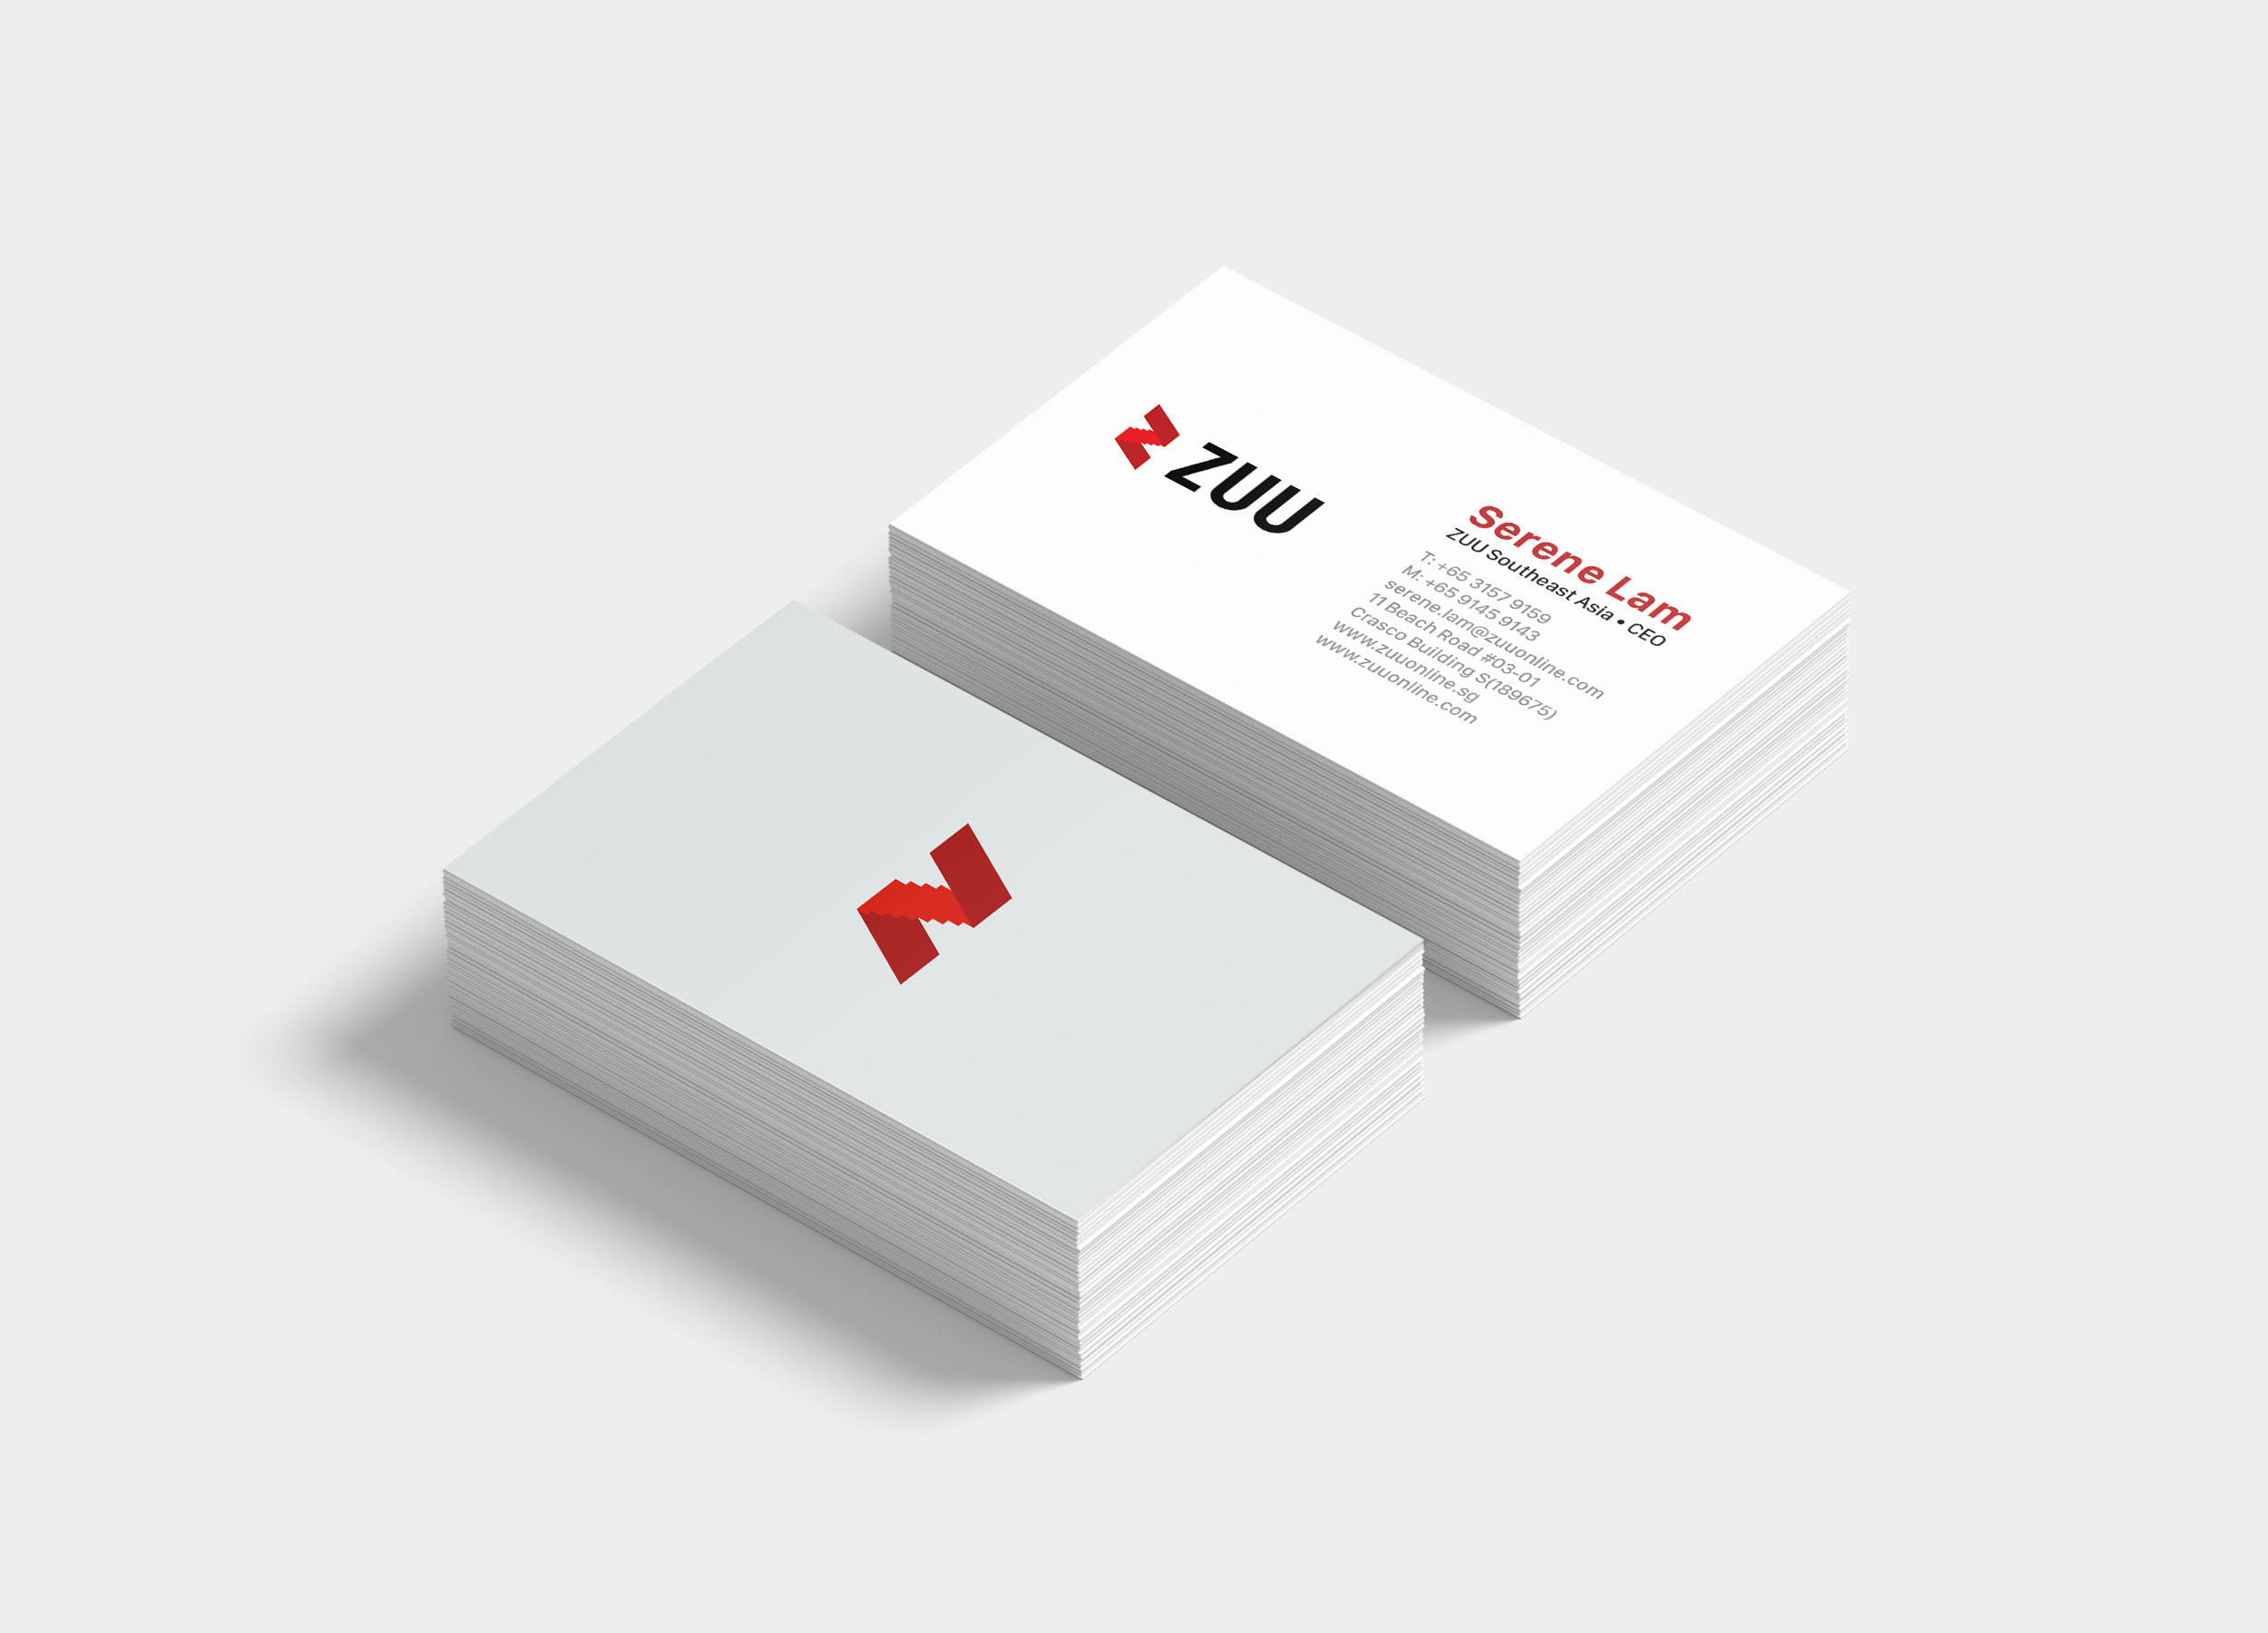 ZUU
Serene Lam
ZUU Southeast Asia • CEO
T: +65 3157 9159
M: +65 9145 9143
serene.lam@zuuonline.com
11 Beach Road #03-01
Crasco Building S(189675)
www.zuuonline.sg
www.zuuonline.com